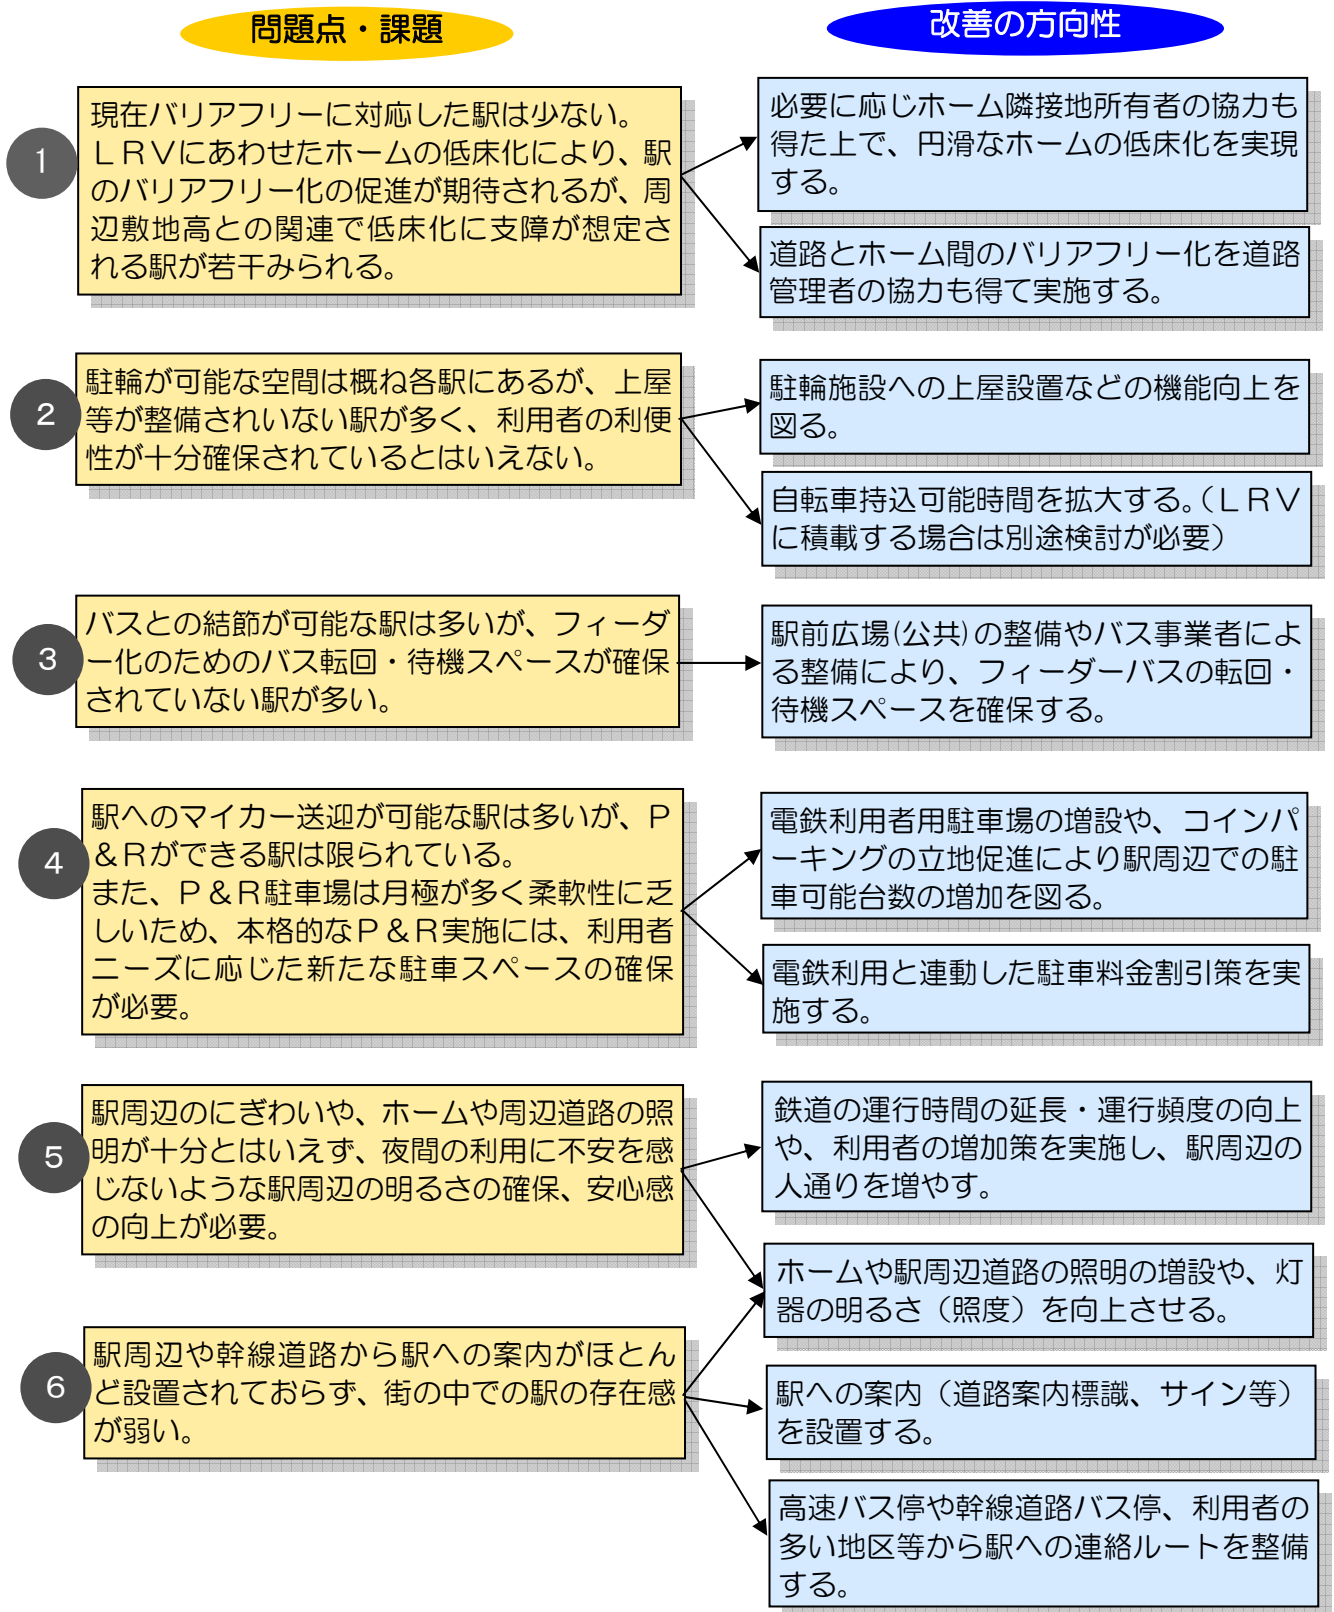 問題点・課題
改善の方向性
1
現在バリアフリーに対応した駅は少ない。
ＬＲＶにあわせたホームの低床化により、駅
のバリアフリー化の促進が期待されるが、周
辺敷地高との関連で低床化に支障が想定さ
れる駅が若干みられる。
必要に応じホーム隣接地所有者の協力も
得た上で、円滑なホームの低床化を実現
する。
道路とホーム間のバリアフリー化を道路
管理者の協力も得て実施する。
2
駐輪が可能な空間は概ね各駅にあるが、上屋
等が整備されいない駅が多く、利用者の利便
性が十分確保されているとはいえない。
駐輪施設への上屋設置などの機能向上を
図る。
自転車持込可能時間を拡大する。（ＬＲＶ
に積載する場合は別途検討が必要）
3
バスとの結節が可能な駅は多いが、フィーダ
ー化のためのバス転回・待機スペースが確保
されていない駅が多い。
駅前広場(公共)の整備やバス事業者によ
る整備により、フィーダーバスの転回・
待機スペースを確保する。
4
駅へのマイカー送迎が可能な駅は多いが、Ｐ
＆Ｒができる駅は限られている。
また、Ｐ＆Ｒ駐車場は月極が多く柔軟性に乏
しいため、本格的なＰ＆Ｒ実施には、利用者
ニーズに応じた新たな駐車スペースの確保
が必要。
電鉄利用者用駐車場の増設や、コインパ
ーキングの立地促進により駅周辺での駐
車可能台数の増加を図る。
電鉄利用と連動した駐車料金割引策を実
施する。
5
駅周辺のにぎわいや、ホームや周辺道路の照
明が十分とはいえず、夜間の利用に不安を感
じないような駅周辺の明るさの確保、安心感
の向上が必要。
鉄道の運行時間の延長・運行頻度の向上
や、利用者の増加策を実施し、駅周辺の
人通りを増やす。
ホームや駅周辺道路の照明の増設や、灯
器の明るさ（照度）を向上させる。
6
駅周辺や幹線道路から駅への案内がほとん
ど設置されておらず、街の中での駅の存在感
が弱い。
駅への案内（道路案内標識、サイン等）
を設置する。
高速バス停や幹線道路バス停、利用者の
多い地区等から駅への連絡ルートを整備
する。